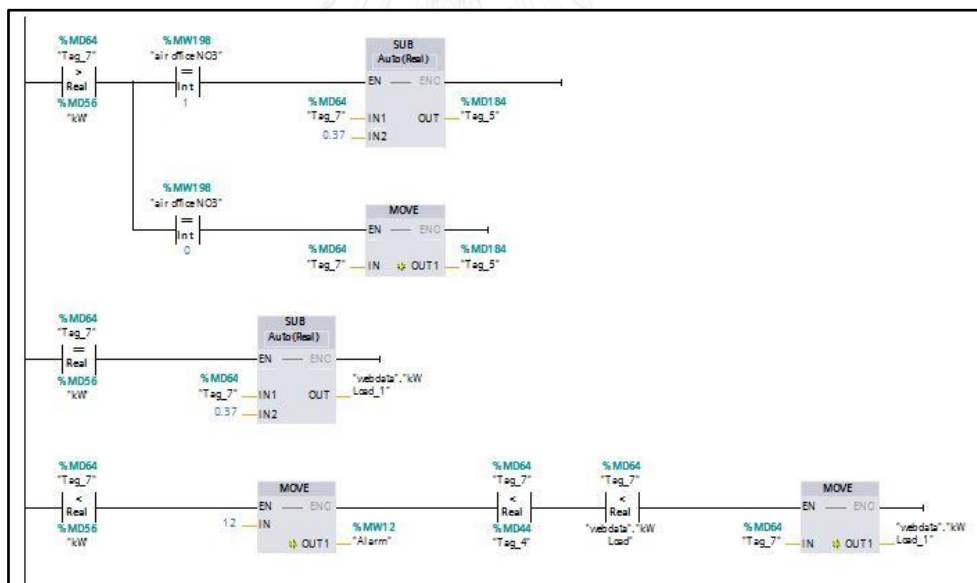 %MD64
"Tag_7"
>
Real
%MD56
"kW"
%MW198
"air office NO3"
==
Int
1
SUB
Auto (Real)
EN ENO
%MD64
"Tag_7" IN1
0.37 IN2
OUT
%MD184
"Tag_5"
%MW198
"air office NO3"
==
Int
0
MOVE
EN ENO
%MD64
"Tag_7" IN
OUT1
%MD184
"Tag_5"
%MD64
"Tag_7"
==
Real
%MD56
"kW"
SUB
Auto (Real)
EN ENO
%MD64
"Tag_7" IN1
0.37 IN2
OUT
"webdata"."kW
Load_1"
%MD64
"Tag_7"
<
Real
%MD56
"kW"
MOVE
EN ENO
12 IN
OUT1
%MW12
"Alarm"
%MD64
"Tag_7"
<
Real
%MD44
"Tag_4"
%MD64
"Tag_7"
<
Real
"webdata"."kW
Load"
MOVE
EN ENO
%MD64
"Tag_7" IN
OUT1
"webdata"."kW
Load_1"